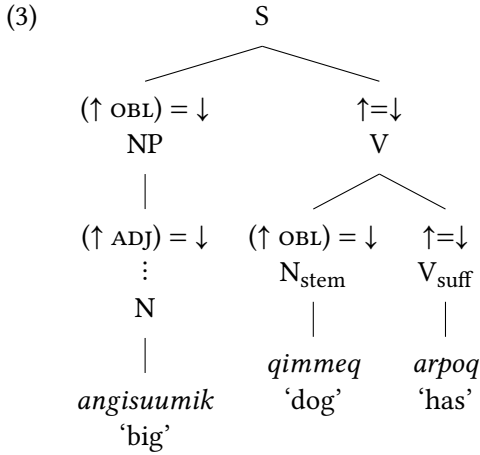 (3) S
(↑ OBL) = ↓ ↑=↓
NP V
(↑ ADJ) = ↓ (↑ OBL) = ↓ ↑=↓
⋮ N_stem V_suff
N
qimmeq arpoq
angisuumik ‘dog’ ‘has’
‘big’